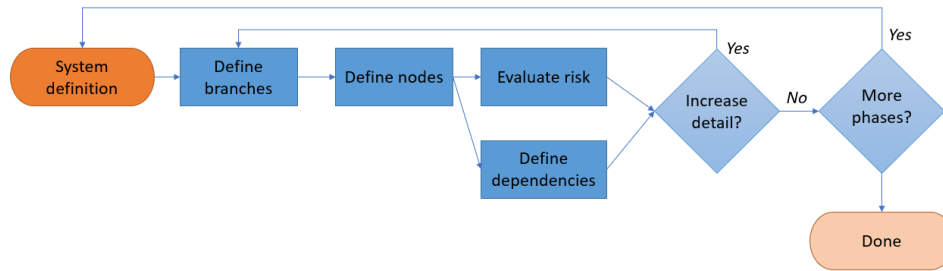 Yes
Yes
System
definition
Define
branches
Define nodes
Evaluate risk
Increase
detail?
No
More
phases?
Define
dependencies
Done